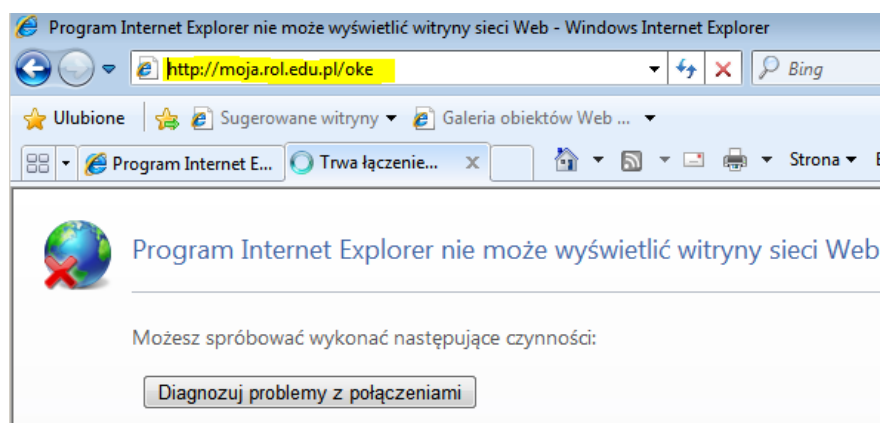 Program Internet Explorer nie może wyświetlić witryny sieci Web - Windows Internet Explorer
http://moja.rol.edu.pl/oke
Bing
Ulubione
Sugerowane witryny
Galeria obiektów Web ...
Program Internet E...
Trwa łączenie...
x
Strona
Program Internet Explorer nie może wyświetlić witryny sieci Web
Możesz spróbować wykonać następujące czynności:
Diagnozuj problemy z połączeniami